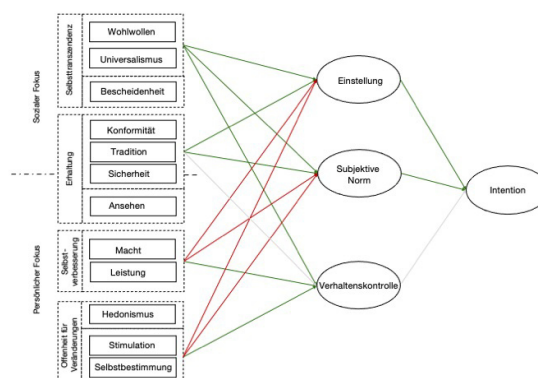 Sozialer Fokus
Persönlicher Fokus
Selbsttranszendenz
Wohlwollen
Universalismus
Bescheidenheit
Erhaltung
Konformität
Tradition
Sicherheit
Ansehen
Selbst-
verbesserung
Macht
Leistung
Offenheit für
Veränderungen
Hedonismus
Stimulation
Selbstbestimmung
Einstellung
Subjektive
Norm
Verhaltenskontrolle
Intention